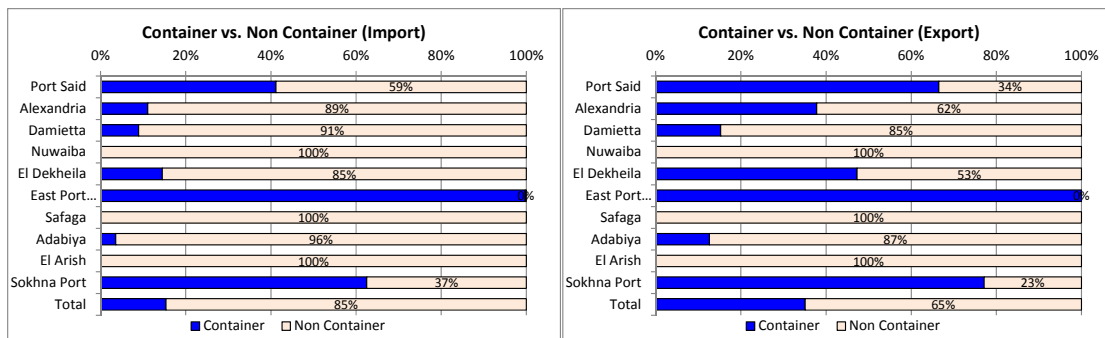 Container vs. Non Container (Import)
0% 20% 40% 60% 80% 100%
Port Said 59%
Alexandria 89%
Damietta 91%
Nuwaiba 100%
El Dekheila 85%
East Port… 0%
Safaga 100%
Adabiya 96%
El Arish 100%
Sokhna Port 37%
Total 85%
Container Non Container
Container vs. Non Container (Export)
0% 20% 40% 60% 80% 100%
Port Said 34%
Alexandria 62%
Damietta 85%
Nuwaiba 100%
El Dekheila 53%
East Port… 0%
Safaga 100%
Adabiya 87%
El Arish 100%
Sokhna Port 23%
Total 65%
Container Non Container